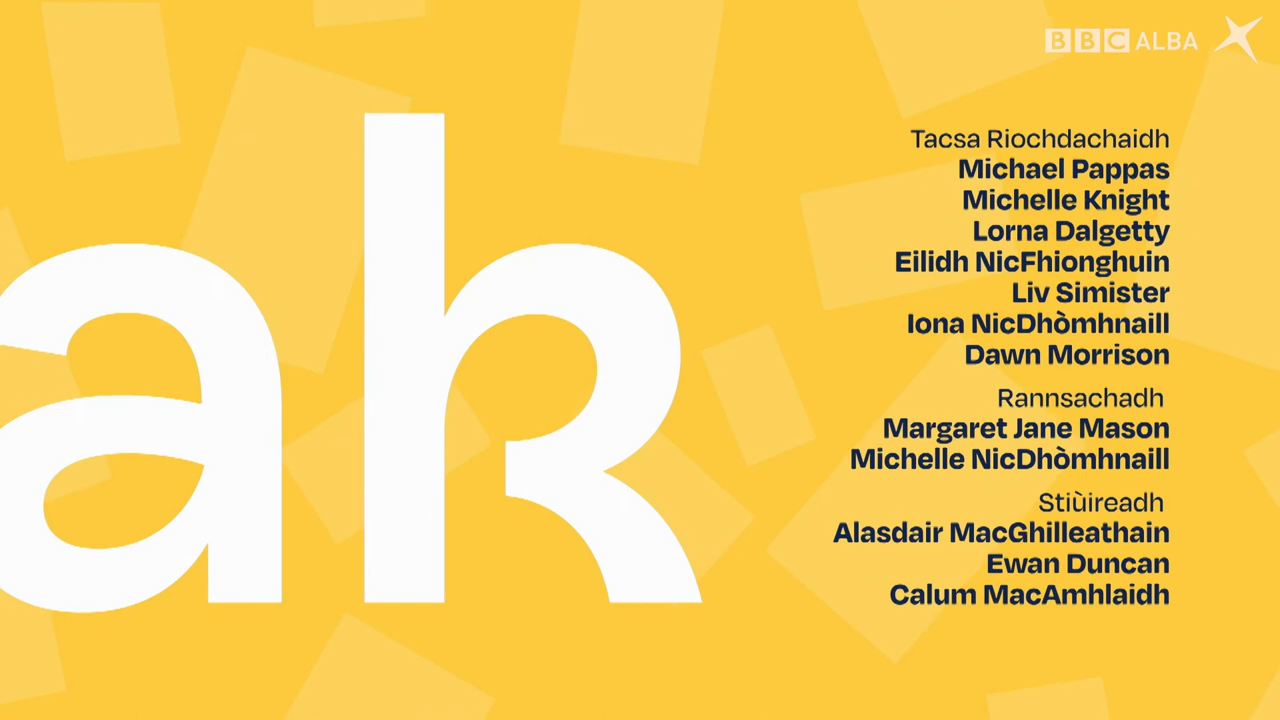 BBC ALBA
ak
Tacsa Riochdachaidh
Michael Pappas
Michelle Knight
Lorna Dalgetty
Eilidh NicFhionghuin
Liv Simister
Iona NicDhòmhnaill
Dawn Morrison
Rannsachadh
Margaret Jane Mason
Michelle NicDhòmhnaill
Stiùireadh
Alasdair MacGhilleathain
Ewan Duncan
Calum MacAmhlaidh